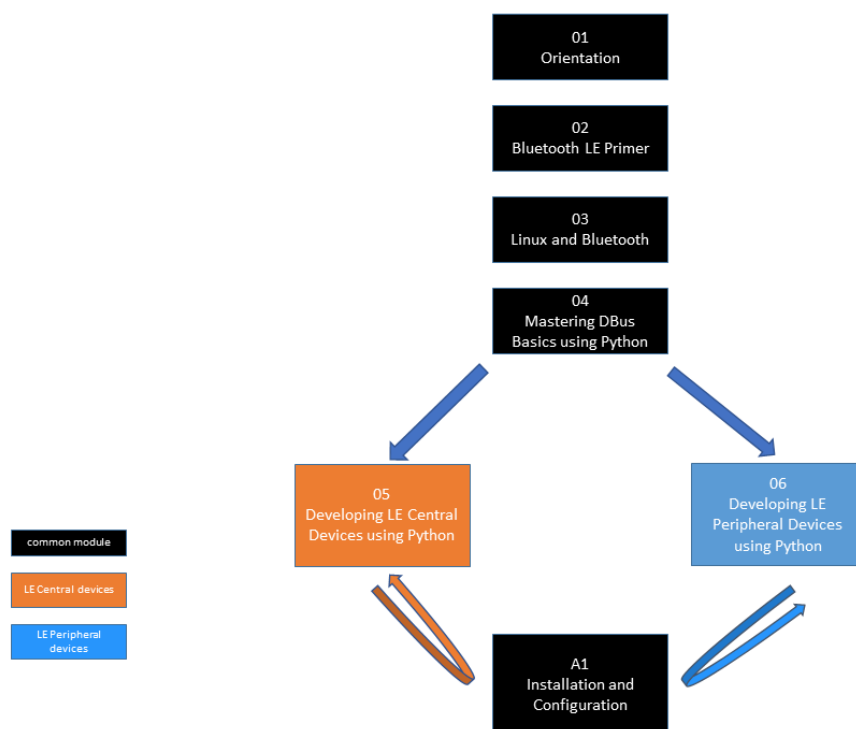 01
Orientation
02
Bluetooth LE Primer
03
Linux and Bluetooth
04
Mastering DBus
Basics using Python
05
Developing LE Central
Devices using Python
06
Developing LE
Peripheral Devices
using Python
common module
LE Central devices
LE Peripheral
devices
A1
Installation and
Configuration